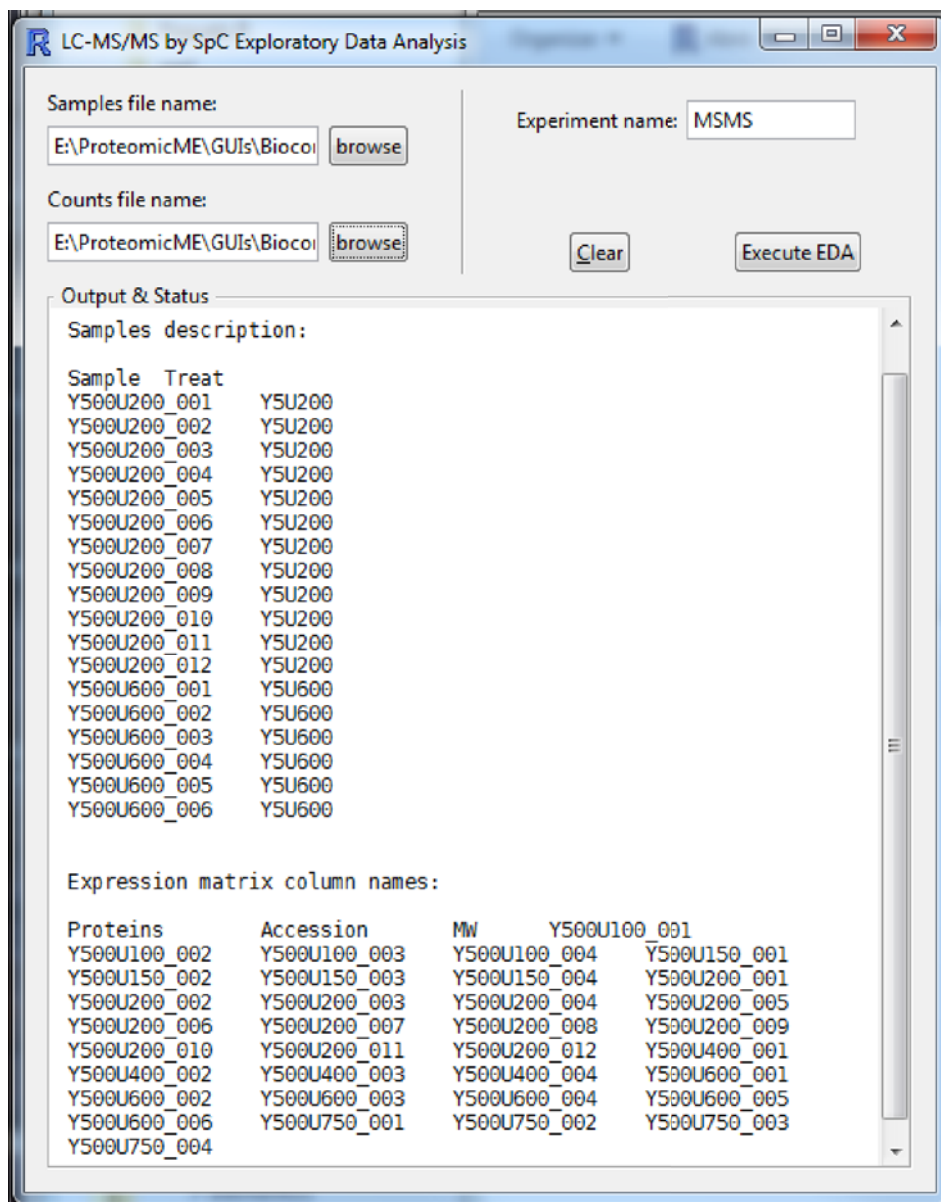 LC-MS/MS by SpC Exploratory Data Analysis
Samples file name:
E:\ProteomicME\GUIs\Biocor browse
Counts file name:
E:\ProteomicME\GUIs\Biocor browse
Experiment name: MSMS
Clear Execute EDA
Output & Status
Samples description:
Sample Treat
Y500U200_001 Y5U200
Y500U200_002 Y5U200
Y500U200_003 Y5U200
Y500U200_004 Y5U200
Y500U200_005 Y5U200
Y500U200_006 Y5U200
Y500U200_007 Y5U200
Y500U200_008 Y5U200
Y500U200_009 Y5U200
Y500U200_010 Y5U200
Y500U200_011 Y5U200
Y500U200_012 Y5U200
Y500U600_001 Y5U600
Y500U600_002 Y5U600
Y500U600_003 Y5U600
Y500U600_004 Y5U600
Y500U600_005 Y5U600
Y500U600_006 Y5U600
Expression matrix column names:
Proteins Accession MW Y500U100_001
Y500U100_002 Y500U100_003 Y500U100_004 Y500U150_001
Y500U150_002 Y500U150_003 Y500U150_004 Y500U200_001
Y500U200_002 Y500U200_003 Y500U200_004 Y500U200_005
Y500U200_006 Y500U200_007 Y500U200_008 Y500U200_009
Y500U200_010 Y500U200_011 Y500U200_012 Y500U400_001
Y500U400_002 Y500U400_003 Y500U400_004 Y500U600_001
Y500U600_002 Y500U600_003 Y500U600_004 Y500U600_005
Y500U600_006 Y500U750_001 Y500U750_002 Y500U750_003
Y500U750_004